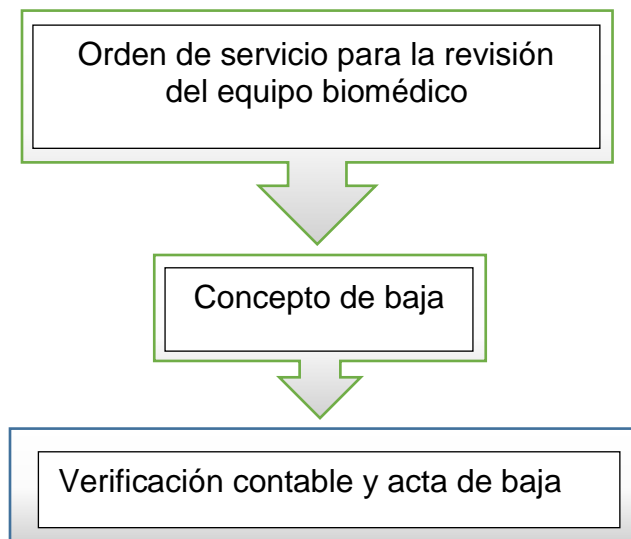 Orden de servicio para la revisión
del equipo biomédico
Concepto de baja
Verificación contable y acta de baja